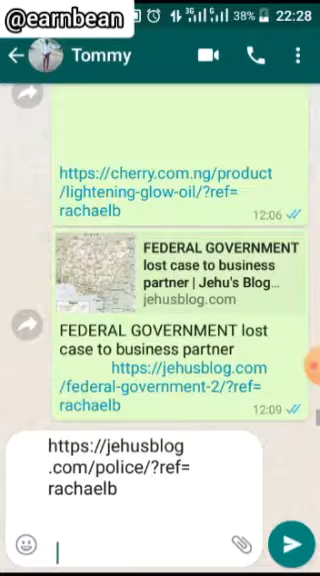 @earnbean
3G G 38% 22:28
Tommy
https://cherry.com.ng/product
/lightening-glow-oil/?ref=
rachaelb
12:06
FEDERAL GOVERNMENT
lost case to business
partner | Jehu's Blog...
jehusblog.com
FEDERAL GOVERNMENT lost
case to business partner
https://jehusblog.com
/federal-government-2/?ref=
rachaelb
12:09
https://jehusblog
.com/police/?ref=
rachaelb